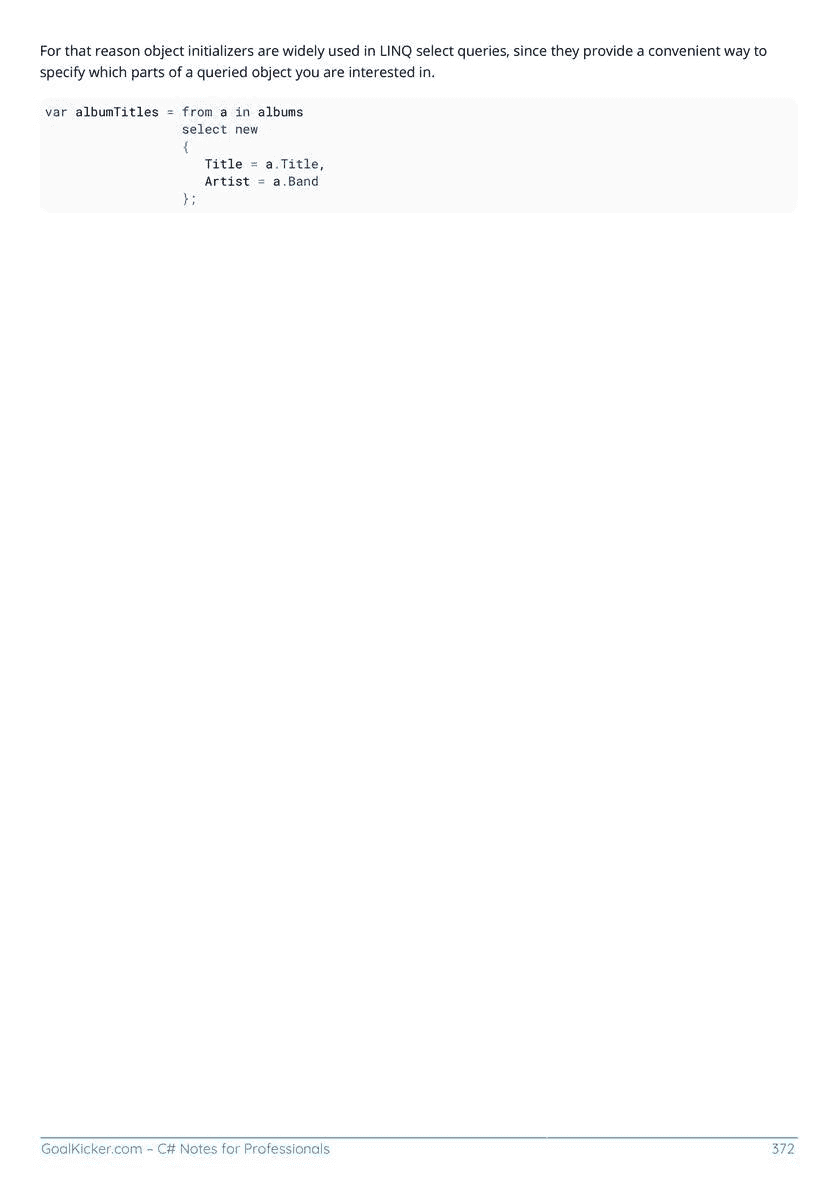 For that reason object initializers are widely used in LINQ select queries, since they provide a convenient way to
specify which parts of a queried object you are interested in.
var albumTitles = from a in albums
                  select new
                  {
                     Title = a.Title,
                     Artist = a.Band
                  };
GoalKicker.com – C# Notes for Professionals 372